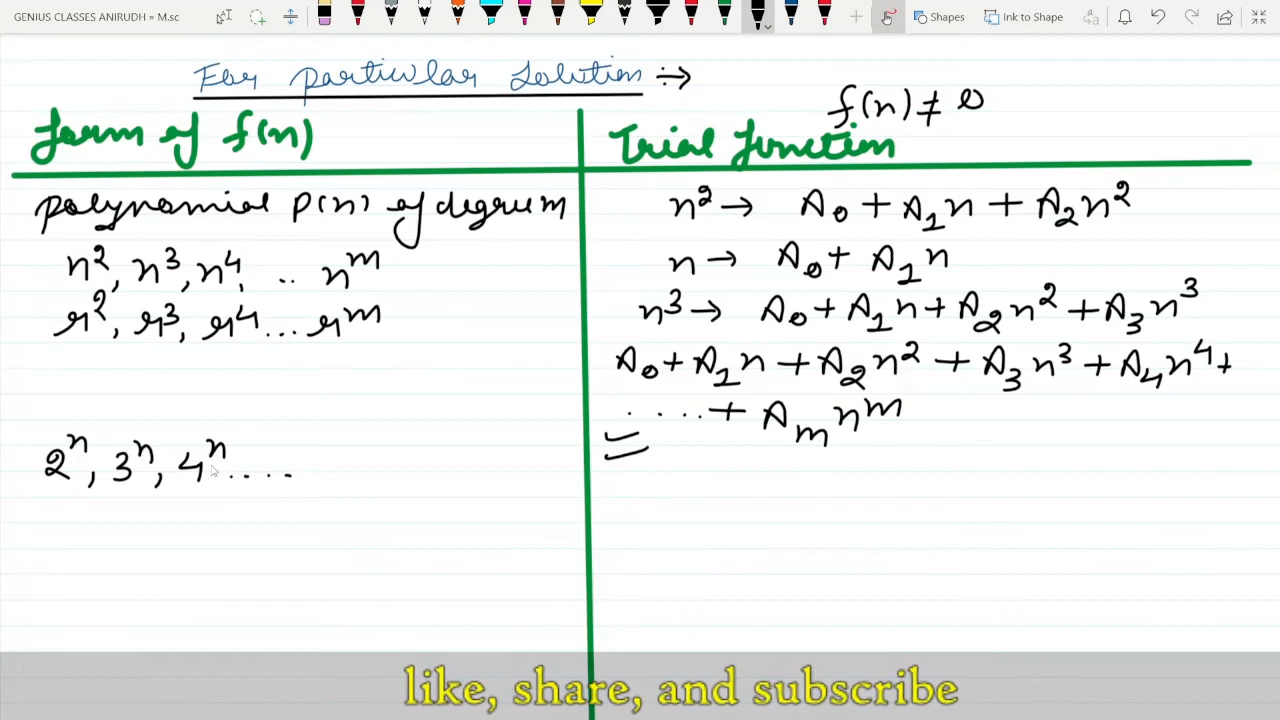 GENIUS CLASSES ANIRUDH » M.sc
Shapes
Ink to Shape
For particular Solution :→
f(n) ≠ 0
form of f(n)
Trial function
polynomial P(n) of degree m
n², n³, n⁴, .. nᵐ
r², r³, r⁴ ... rᵐ
n² → A₀ + A₁n + A₂n²
n → A₀ + A₁n
n³ → A₀ + A₁n + A₂n² + A₃n³
A₀ + A₁n + A₂n² + A₃n³ + A₄n⁴ +
..... + Aₘnᵐ
2ⁿ, 3ⁿ, 4ⁿ ....
like, share, and subscribe